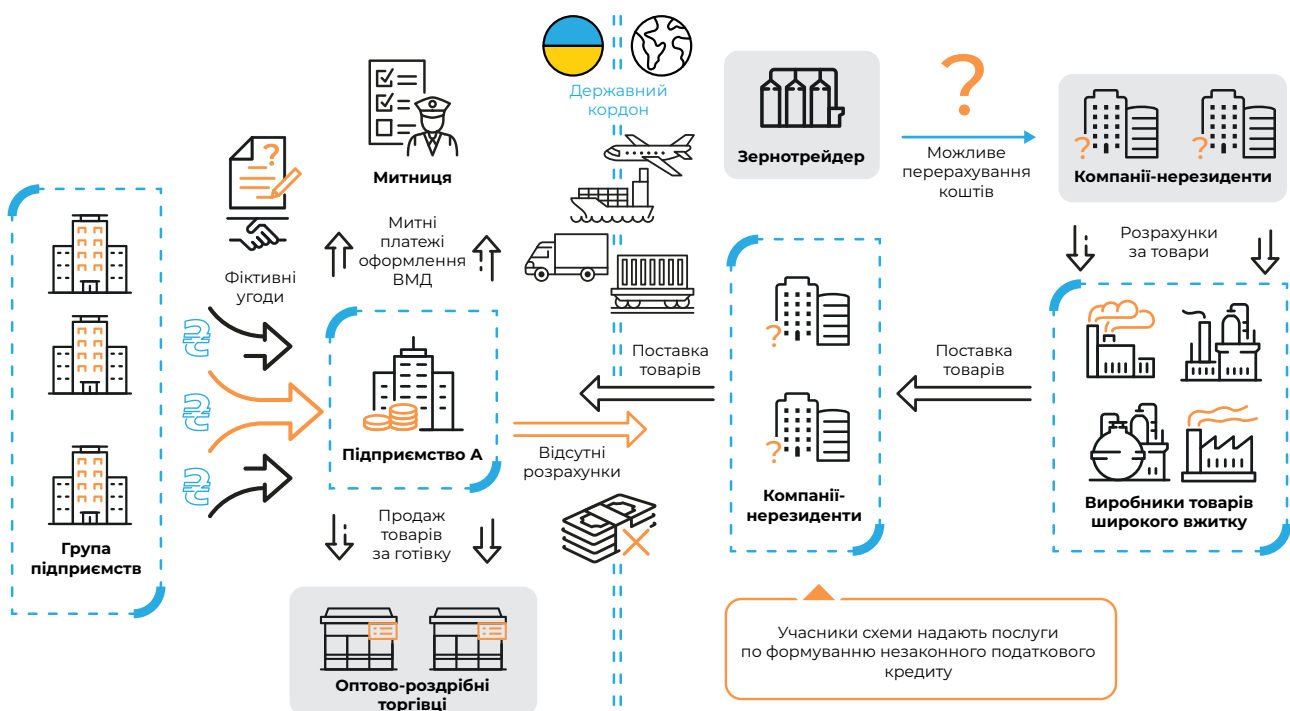 Державний
кордон
Зернотрейдер
?
Можливе
перерахування
коштів
?
?
Компанії-нерезиденти
?
Митниця
Митні
платежі
оформлення
ВМД
Фіктивні
угоди
Розрахунки
за товари
Група
підприємств
₴
₴
₴
Підприємство А
Поставка
товарів
Відсутні
розрахунки
?
?
Компанії-
нерезиденти
Поставка
товарів
Виробники товарів
широкого вжитку
Продаж
товарів
за готівку
Оптово-роздрібні
торгівці
Учасники схеми надають послуги
по формуванню незаконного податкового
кредиту